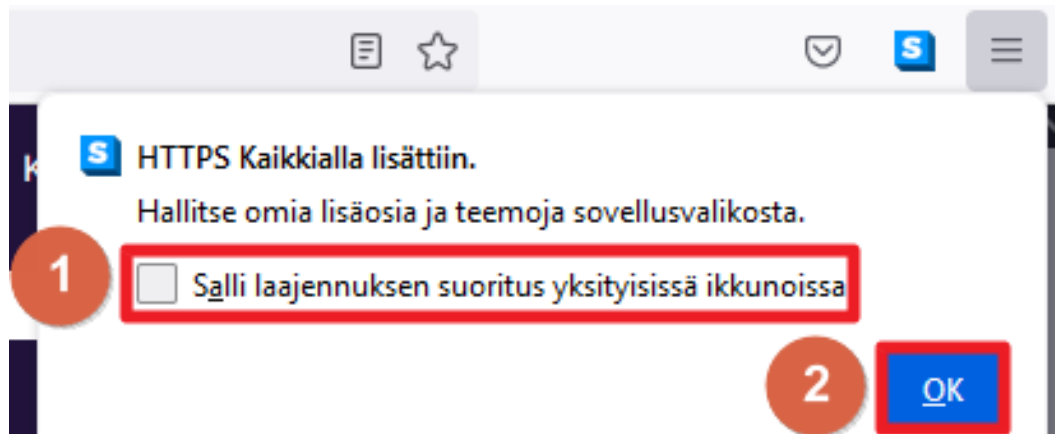 S
K
S HTTPS Kaikkialla lisättiin.
Hallitse omia lisäosia ja teemoja sovellusvalikosta.
1
Salli laajennuksen suoritus yksityisissä ikkunoissa
2
OK